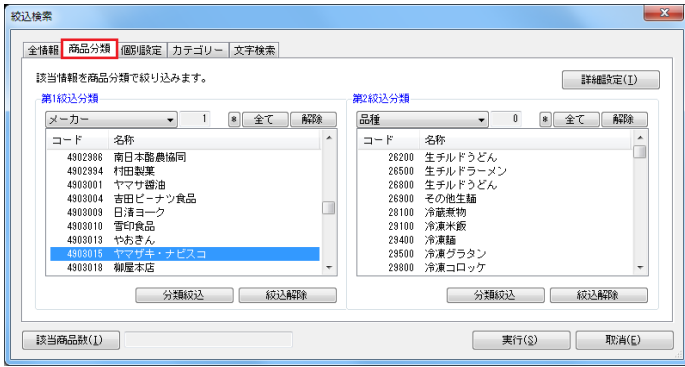 絞込検索
全情報 商品分類 個別設定 カテゴリー 文字検索
該当情報を商品分類で絞り込みます。 詳細設定(I)
第1絞込分類
メーカー 1 * 全て 解除
コード 名称
4902986 南日本酪農協同
4902994 村田製菓
4903001 ヤマサ醤油
4903004 吉田ピーナツ食品
4903009 日清ヨーク
4903010 雪印食品
4903013 やおきん
4903015 ヤマザキ・ナビスコ
4903018 柳屋本店
分類絞込 絞込解除
第2絞込分類
品種 0 * 全て 解除
コード 名称
26200 生チルドうどん
26500 生チルドラーメン
26800 生チルドうどん
26900 その他生麺
28100 冷蔵煮物
29100 冷凍米飯
29400 冷凍麺
29500 冷凍グラタン
29800 冷凍コロッケ
分類絞込 絞込解除
該当商品数(I) 実行(S) 取消(E)